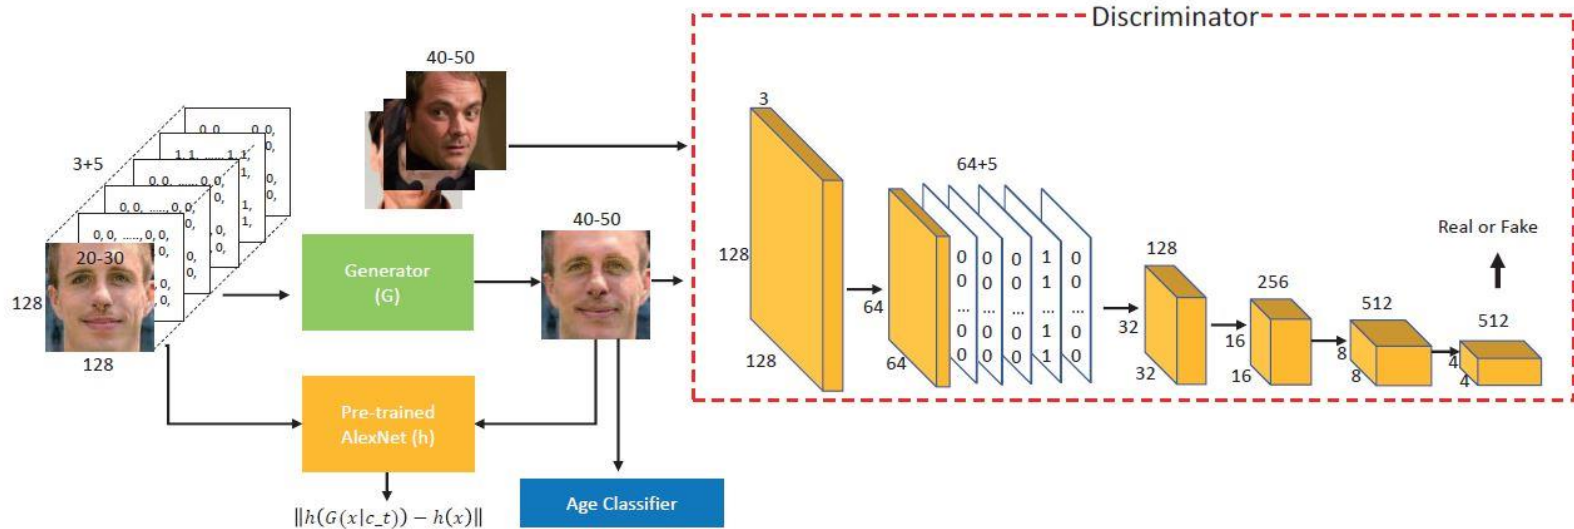 Discriminator
40-50
3
3+5
0, 0, ....., 0, 0,
1, 1, ....., 1, 1,
0, 0, ....., 0, 0,
0, 0, ....., 0, 0,
0, 0, ....., 0, 0,
20-30
128
128
Generator
(G)
40-50
128
128
64+5
64
64
0 0 0 1 0
0 0 0 1 0
... ... ... ... ...
0 0 0 1 0
0 0 0 1 0
128
32
32
256
16
16
512
8
8
512
4
4
Real or Fake
Pre-trained
AlexNet (h)
Age Classifier
‖h(G(x|c_t)) − h(x)‖